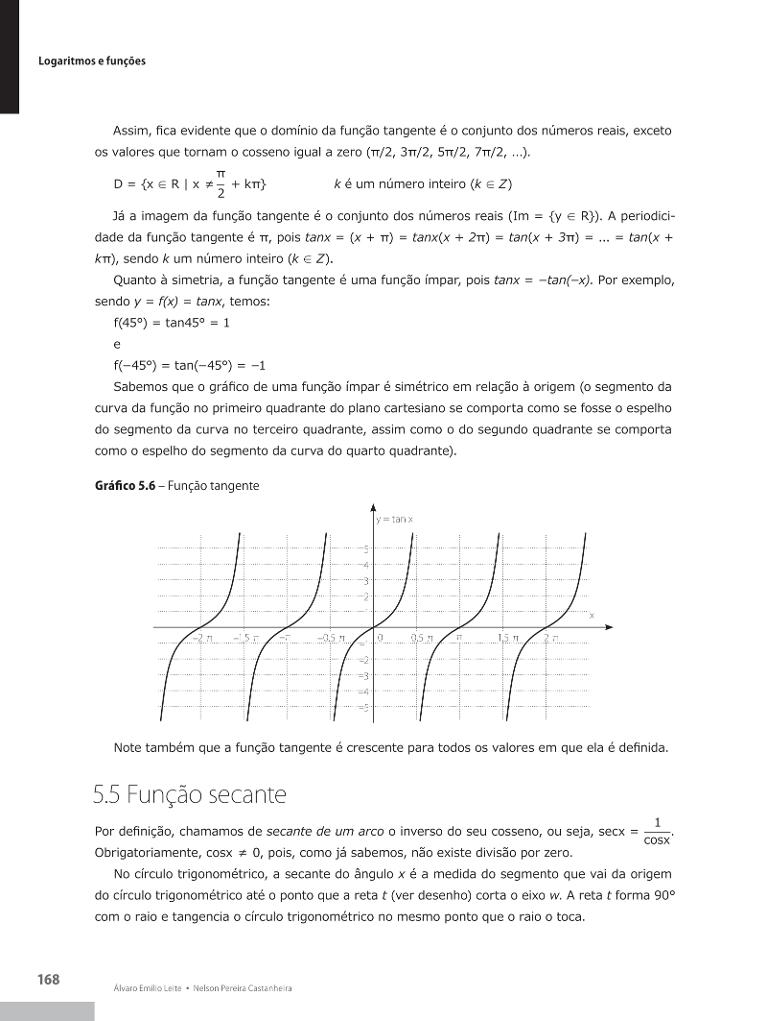 Logaritmos e funções
Assim, fica evidente que o domínio da função tangente é o conjunto dos números reais, exceto
os valores que tornam o cosseno igual a zero (π/2, 3π/2, 5π/2, 7π/2, ...).
D = {x ∈ R | x ≠ π/2 + kπ} k é um número inteiro (k ∈ Z)
Já a imagem da função tangente é o conjunto dos números reais (Im = {y ∈ R}). A periodici-
dade da função tangente é π, pois tanx = (x + π) = tanx(x + 2π) = tan(x + 3π) = ... = tan(x +
kπ), sendo k um número inteiro (k ∈ Z).
Quanto à simetria, a função tangente é uma função ímpar, pois tanx = −tan(−x). Por exemplo,
sendo y = f(x) = tanx, temos:
f(45°) = tan45° = 1
e
f(−45°) = tan(−45°) = −1
Sabemos que o gráfico de uma função ímpar é simétrico em relação à origem (o segmento da
curva da função no primeiro quadrante do plano cartesiano se comporta como se fosse o espelho
do segmento da curva no terceiro quadrante, assim como o do segundo quadrante se comporta
como o espelho do segmento da curva do quarto quadrante).
Gráfico 5.6 – Função tangente
y = tan x
5
4
3
2
x
−2 π −1,5 π −π −0,5 π 0 0,5 π π 1,5 π 2 π
−1
−2
−3
−4
−5
Note também que a função tangente é crescente para todos os valores em que ela é definida.
5.5 Função secante
Por definição, chamamos de secante de um arco o inverso do seu cosseno, ou seja, secx = 1/cosx.
Obrigatoriamente, cosx ≠ 0, pois, como já sabemos, não existe divisão por zero.
No círculo trigonométrico, a secante do ângulo x é a medida do segmento que vai da origem
do círculo trigonométrico até o ponto que a reta t (ver desenho) corta o eixo w. A reta t forma 90°
com o raio e tangencia o círculo trigonométrico no mesmo ponto que o raio o toca.
168
Álvaro Emílio Leite • Nelson Pereira Castanheira